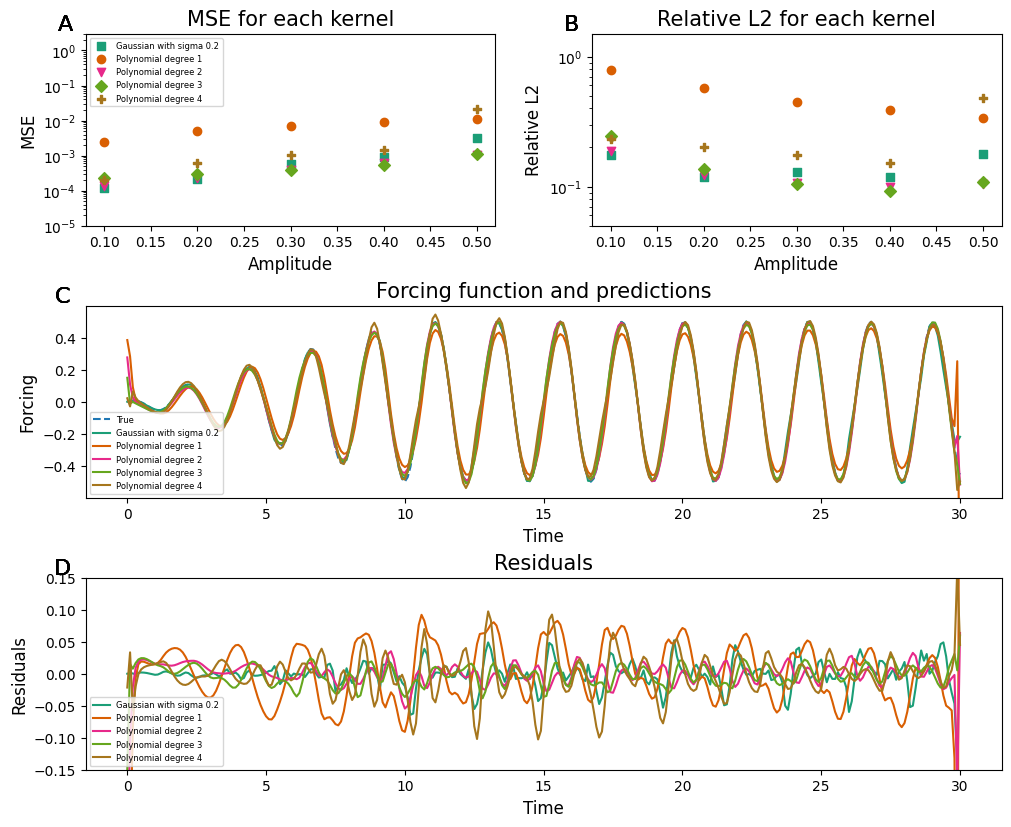 A
MSE for each kernel
Gaussian with sigma 0.2
Polynomial degree 1
Polynomial degree 2
Polynomial degree 3
Polynomial degree 4
MSE
10⁰
10⁻¹
10⁻²
10⁻³
10⁻⁴
10⁻⁵
0.10 0.15 0.20 0.25 0.30 0.35 0.40 0.45 0.50
Amplitude
B
Relative L2 for each kernel
Relative L2
10⁰
10⁻¹
0.10 0.15 0.20 0.25 0.30 0.35 0.40 0.45 0.50
Amplitude
C
Forcing function and predictions
Forcing
0.4
0.2
0.0
−0.2
−0.4
True
Gaussian with sigma 0.2
Polynomial degree 1
Polynomial degree 2
Polynomial degree 3
Polynomial degree 4
0 5 10 15 20 25 30
Time
D
Residuals
Residuals
0.15
0.10
0.05
0.00
−0.05
−0.10
−0.15
Gaussian with sigma 0.2
Polynomial degree 1
Polynomial degree 2
Polynomial degree 3
Polynomial degree 4
0 5 10 15 20 25 30
Time